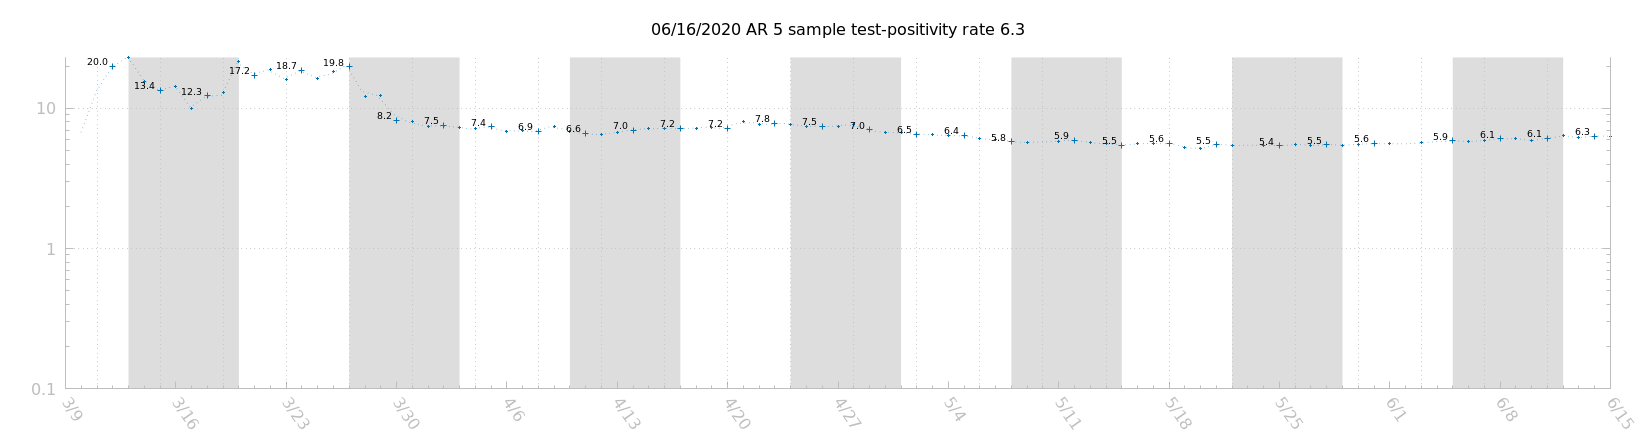 06/16/2020 AR 5 sample test-positivity rate 6.3
20.0 13.4 12.3 17.2 18.7 19.8 8.2 7.5 7.4 6.9 6.6 7.0 7.2 7.2 7.8 7.5 7.0 6.5 6.4 5.8 5.9 5.5 5.6 5.5 5.4 5.5 5.6 5.9 6.1 6.1 6.3
10
1
0.1
3/9 3/16 3/23 3/30 4/6 4/13 4/20 4/27 5/4 5/11 5/18 5/25 6/1 6/8 6/15